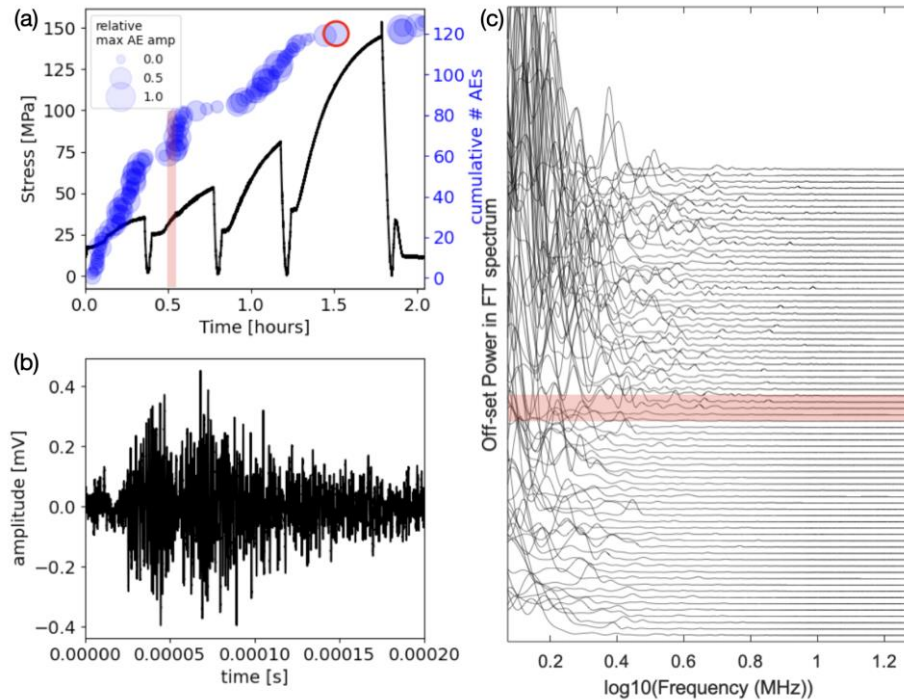 (a)
relative
max AE amp
0.0
0.5
1.0
150
125
100
75
50
25
0
Stress [MPa]
120
100
80
60
40
20
0
cumulative # AEs
0.0 0.5 1.0 1.5 2.0
Time [hours]
(b)
0.4
0.2
0.0
−0.2
−0.4
amplitude [mV]
0.00000 0.00005 0.00010 0.00015 0.00020
time [s]
(c)
Off-set Power in FT spectrum
0.2 0.4 0.6 0.8 1 1.2
log10(Frequency (MHz))